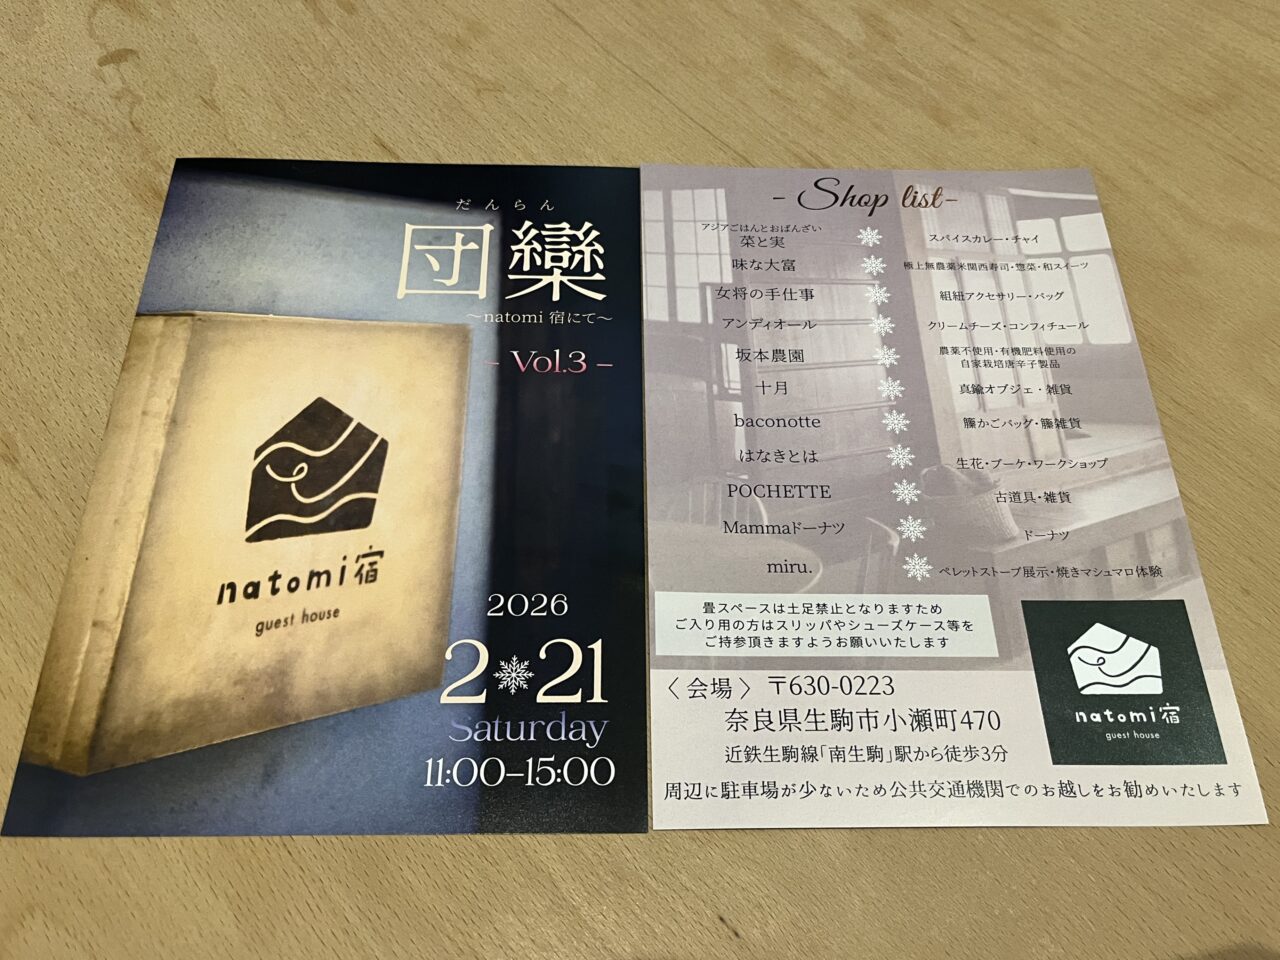 だんらん
団欒
～natomi 宿にて～
- Vol.3 -
natomi宿
guest house
2026
2 21
Saturday
11:00-15:00
- Shop list-
アジアごはんとおばんざい
菜と実 スパイスカレー・チャイ
味な大富 極上無農薬米関西寿司・惣菜・和スイーツ
女将の手仕事 組紐アクセサリー・バッグ
アンディオール クリームチーズ・コンフィチュール
坂本農園 農薬不使用・有機肥料使用の
自家栽培唐辛子製品
十月 真鍮オブジェ・雑貨
baconotte 籐かごバッグ・籐雑貨
はなきとは 生花・ブーケ・ワークショップ
POCHETTE 古道具・雑貨
Mammaドーナツ ドーナツ
miru. ペレットストーブ展示・焼きマシュマロ体験
畳スペースは土足禁止となりますため
ご入り用の方はスリッパやシューズケース等を
ご持参頂きますようお願いいたします
〈 会場 〉 〒630-0223
奈良県生駒市小瀬町470
近鉄生駒線「南生駒」駅から徒歩3分
natomi宿
guest house
周辺に駐車場が少ないため公共交通機関でのお越しをお勧めいたします